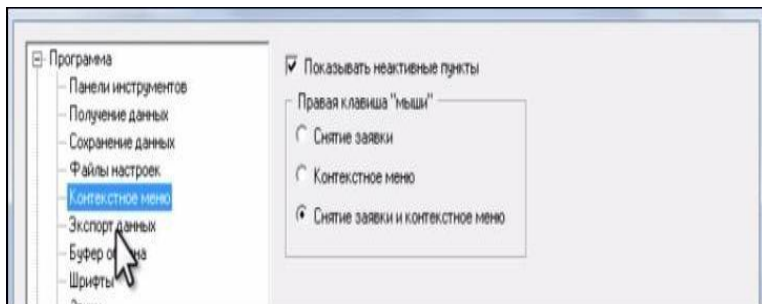 Программа
Панели инструментов
Получение данных
Сохранение данных
Файлы настроек
Контекстное меню
Экспорт данных
Буфер
Шрифты
Показывать неактивные пункты
Правая клавиша "мыши"
Снятие заявки
Контекстное меню
Снятие заявки и контекстное меню